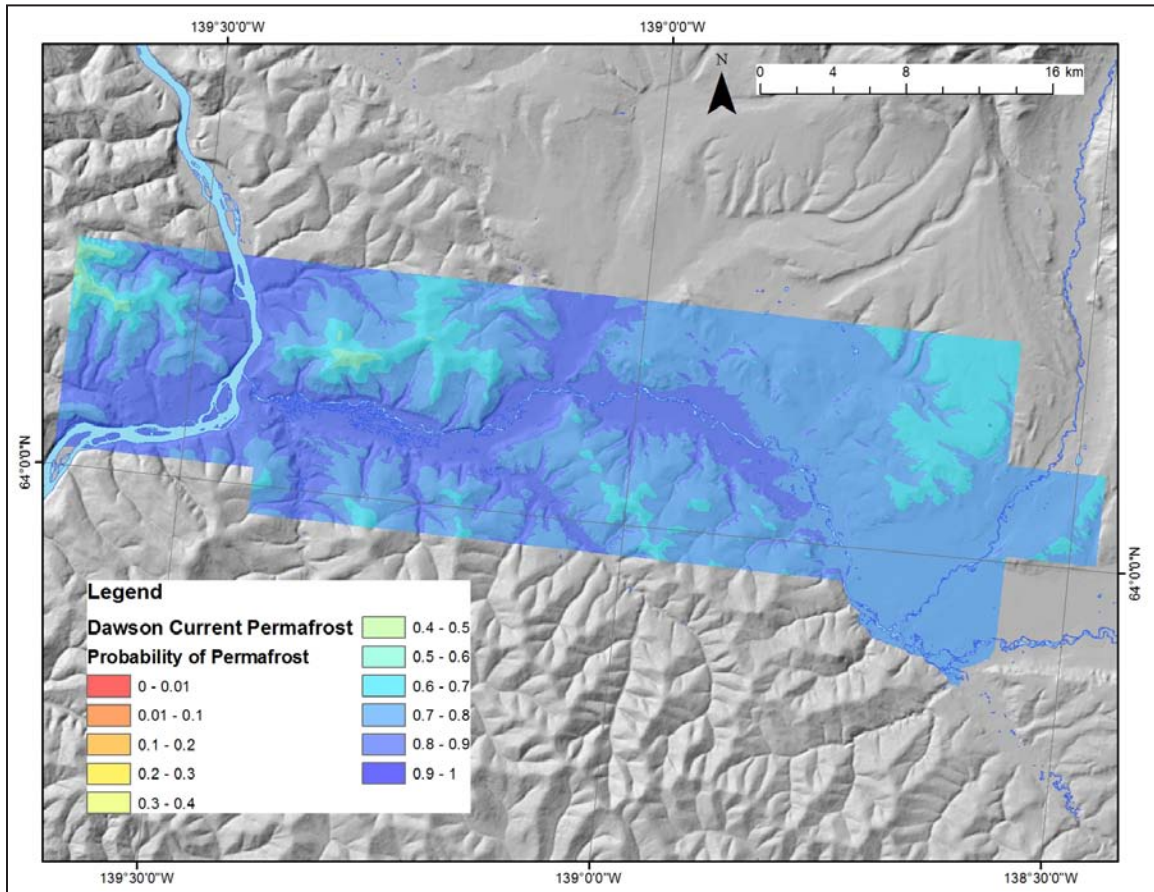 139°30'0"W 139°0'0"W
N
0 4 8 16 km
64°0'0"N
64°0'0"N
Legend
Dawson Current Permafrost
Probability of Permafrost
0 - 0.01
0.01 - 0.1
0.1 - 0.2
0.2 - 0.3
0.3 - 0.4
0.4 - 0.5
0.5 - 0.6
0.6 - 0.7
0.7 - 0.8
0.8 - 0.9
0.9 - 1
139°30'0"W 139°0'0"W 138°30'0"W